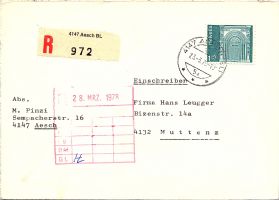 4147 Aesch BL
R 972
Einschreiben
Abs.
M. Pinzi
Sempacherstr. 16
4147 Aesch
28. MRZ. 1978
Firma Hans Leugger
Bizenstr. 14a
4132 Muttenz